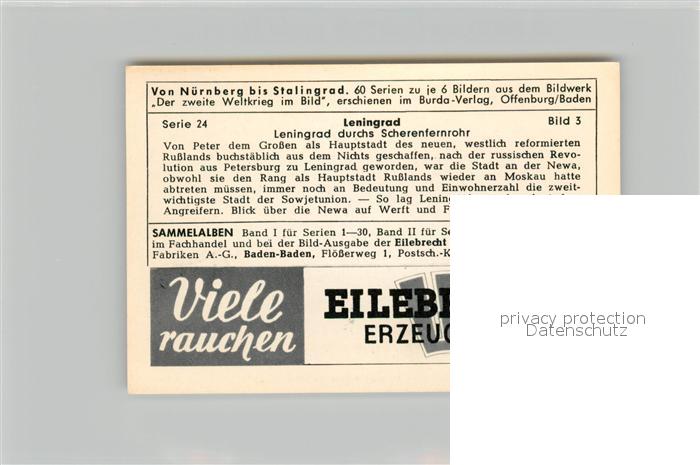 Von Nürnberg bis Stalingrad. 60 Serien zu je 6 Bildern aus dem Bildwerk
„Der zweite Weltkrieg im Bild", erschienen im Burda-Verlag, Offenburg/Baden
Serie 24 Leningrad Bild 3
Leningrad durchs Scherenfernrohr
Von Peter dem Großen als Hauptstadt des neuen, westlich reformierten
Rußlands buchstäblich aus dem Nichts geschaffen, nach der russischen Revo-
lution aus Petersburg zu Leningrad geworden, war die Stadt an der Newa,
obwohl sie den Rang als Hauptstadt Rußlands wieder an Moskau hatte
abtreten müssen, immer noch an Bedeutung und Einwohnerzahl die zweit-
wichtigste Stadt der Sowjetunion. — So lag
Angreifern. Blick über die Newa auf Werft und
SAMMELALBEN Band I für Serien 1—30, Band II für
im Fachhandel und bei der Bild-Ausgabe der Eilebrecht
Fabriken A.-G., Baden-Baden, Flößerweg 1,
Viele
rauchen
privacy protection
Datenschutz